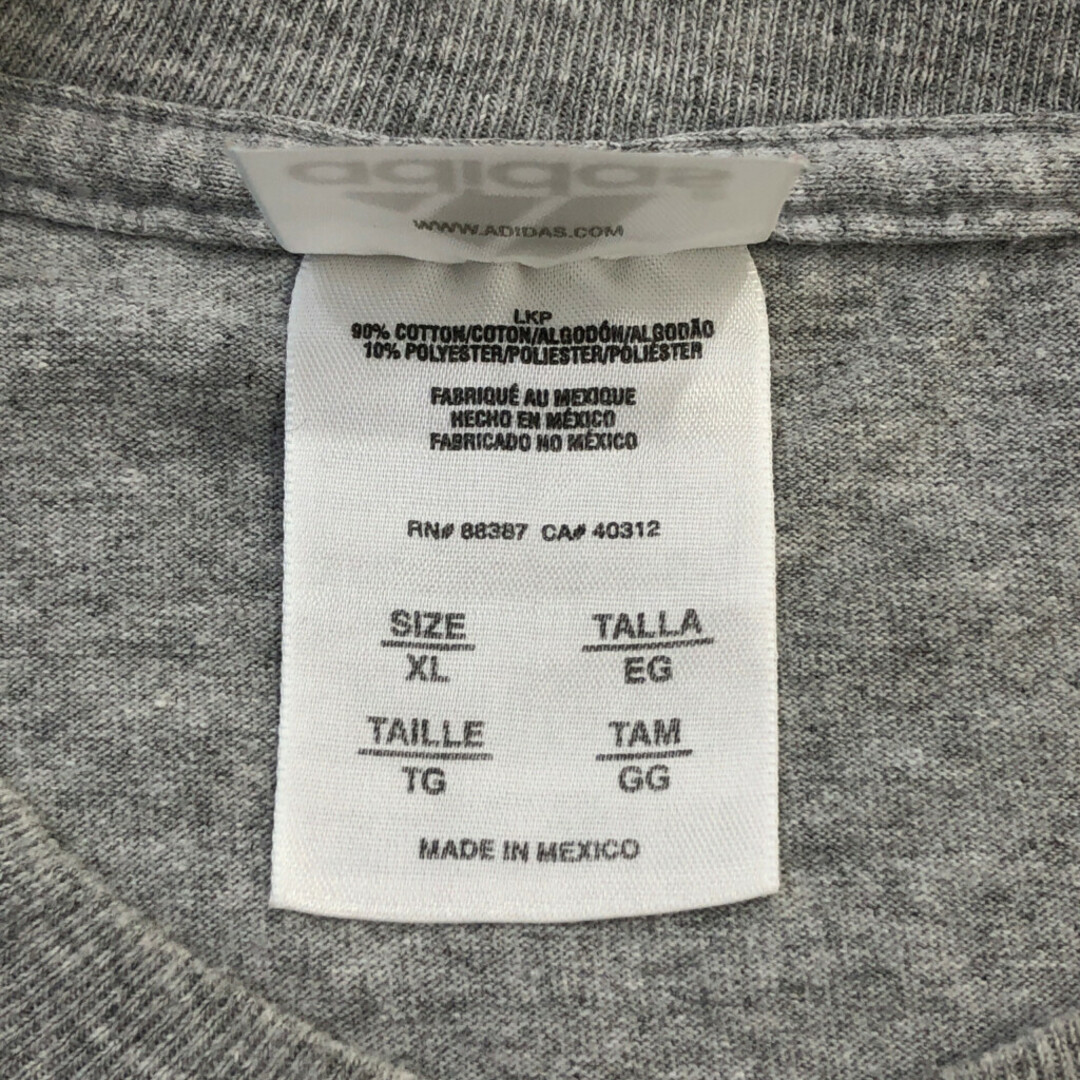 adidas
WWW.ADIDAS.COM
LKP
90% COTTON/COTON/ALGODÓN/ALGODÃO
10% POLYESTER/POLIESTER/POLIÉSTER
FABRIQUÉ AU MEXIQUE
HECHO EN MÉXICO
FABRICADO NO MÉXICO
RN# 88387 CA# 40312
SIZE TALLA
XL EG
TAILLE TAM
TG GG
MADE IN MEXICO